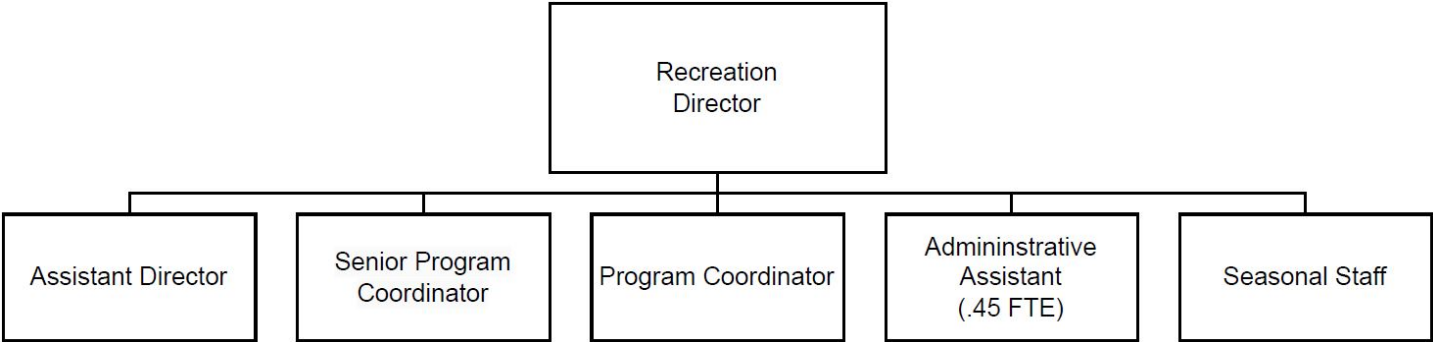 Recreation
Director
Assistant Director
Senior Program
Coordinator
Program Coordinator
Admininstrative
Assistant
(.45 FTE)
Seasonal Staff